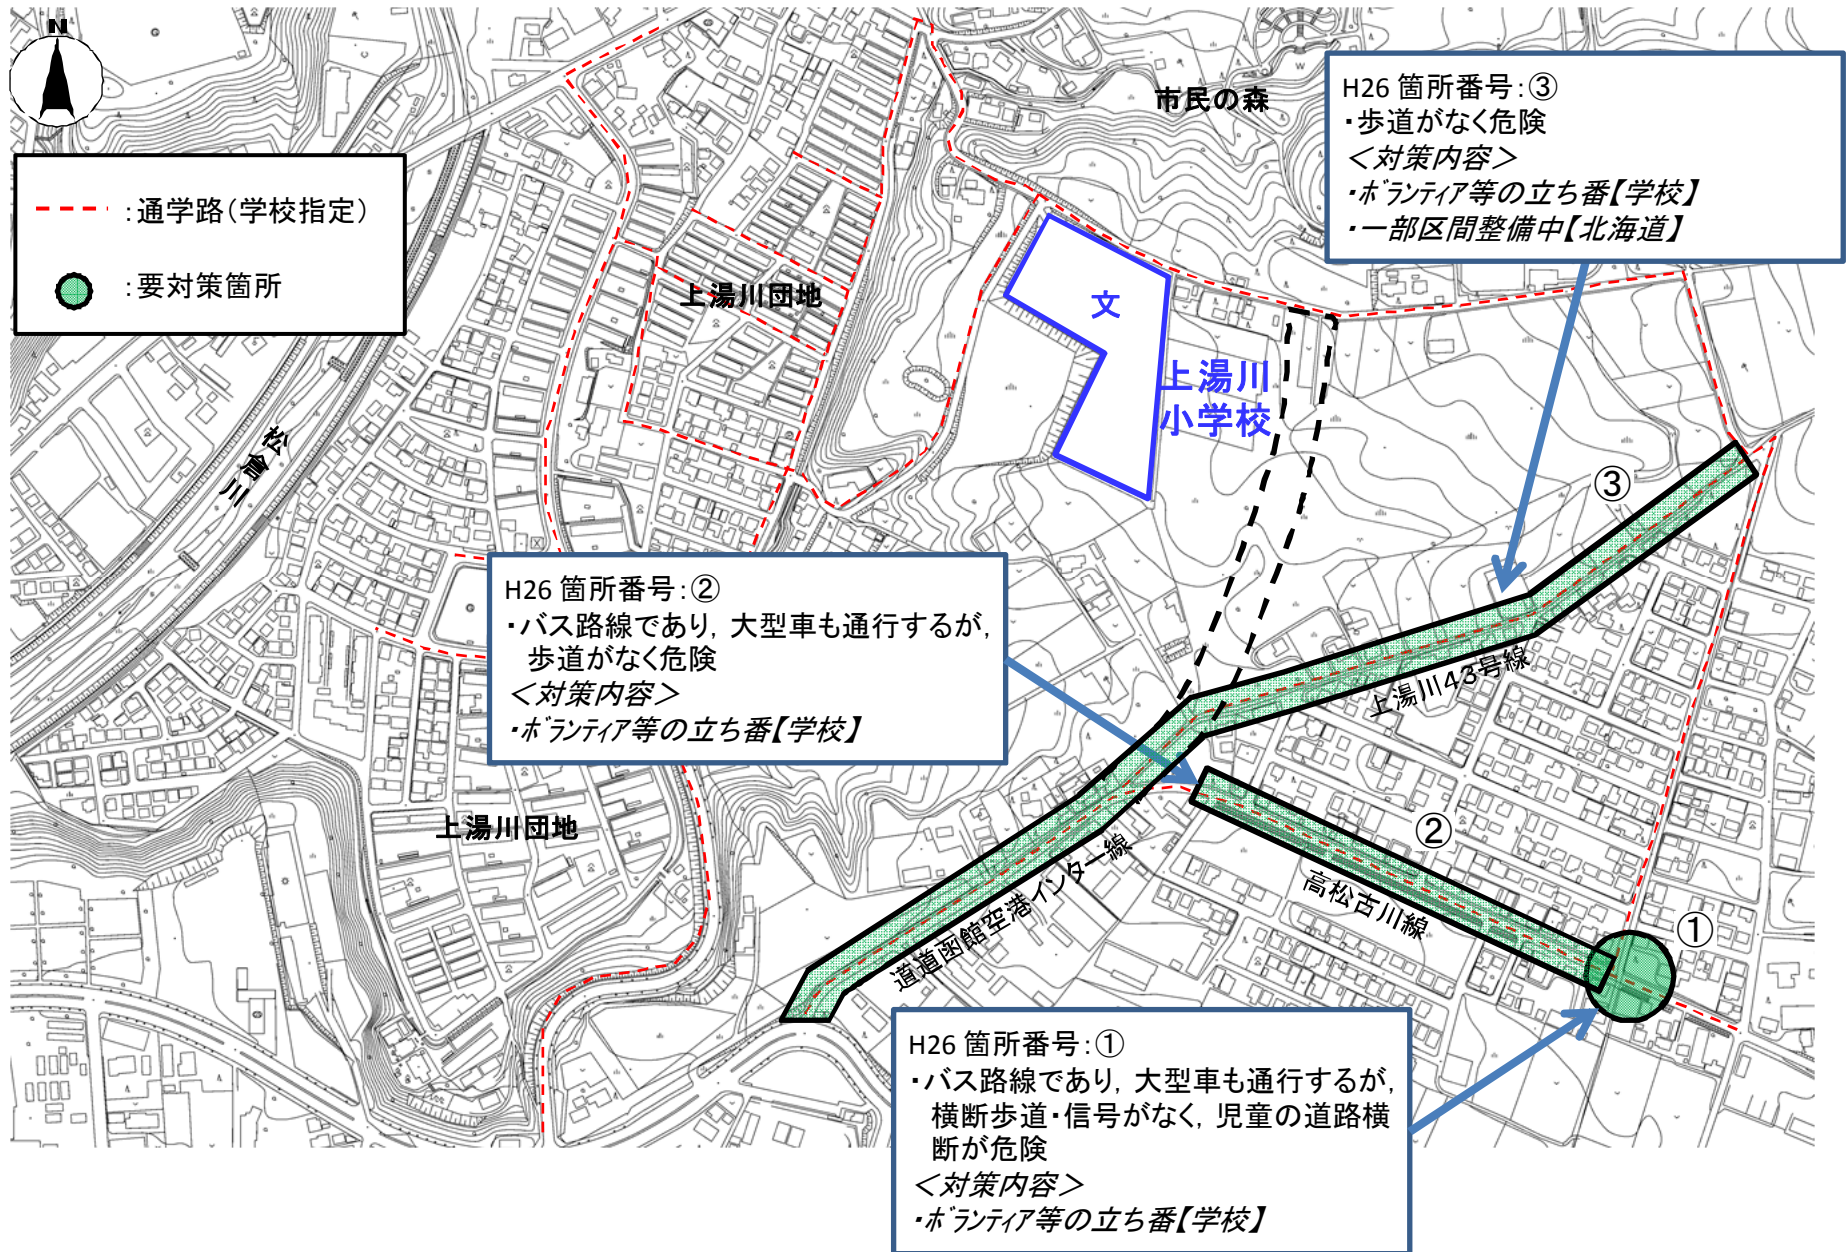 N
市民の森
H26 箇所番号:③
・歩道がなく危険
＜対策内容＞
・ボランティア等の立ち番【学校】
・一部区間整備中【北海道】
:通学路(学校指定)
:要対策箇所
上湯川団地
文
上湯川
小学校
松倉川
③
H26 箇所番号:②
・バス路線であり, 大型車も通行するが,
歩道がなく危険
＜対策内容＞
・ボランティア等の立ち番【学校】
上湯川43号線
上湯川団地
②
高松古川線
道道函館空港インター線
①
H26 箇所番号:①
・バス路線であり, 大型車も通行するが,
横断歩道・信号がなく, 児童の道路横
断が危険
＜対策内容＞
・ボランティア等の立ち番【学校】